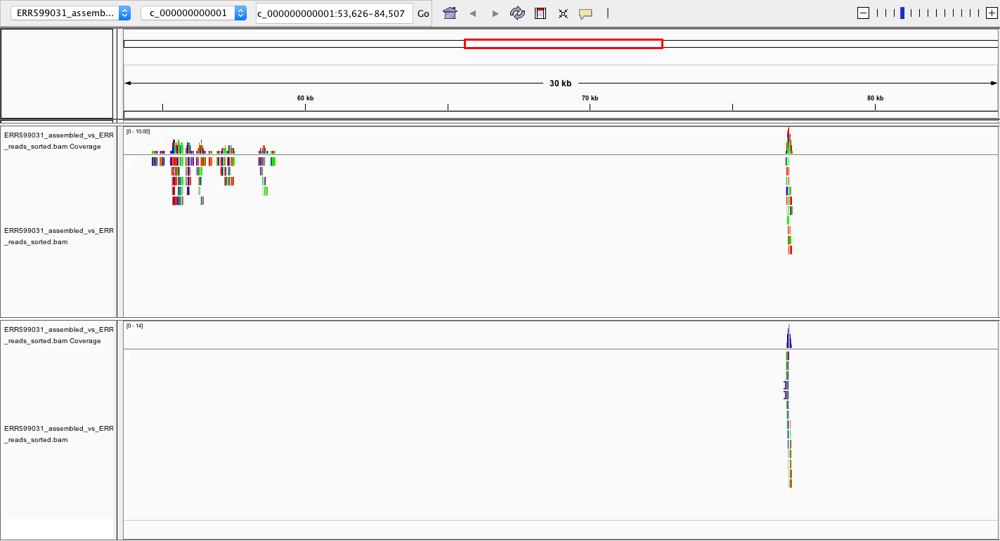 ERR599031_assemb... c_000000000001 c_000000000001:53,626-84,507 Go
30 kb
60 kb 70 kb 80 kb
ERR599031_assembled_vs_ERR
_reads_sorted.bam Coverage
[0 - 10.00]
ERR599031_assembled_vs_ERR
_reads_sorted.bam
ERR599031_assembled_vs_ERR
_reads_sorted.bam Coverage
[0 - 14]
ERR599031_assembled_vs_ERR
_reads_sorted.bam